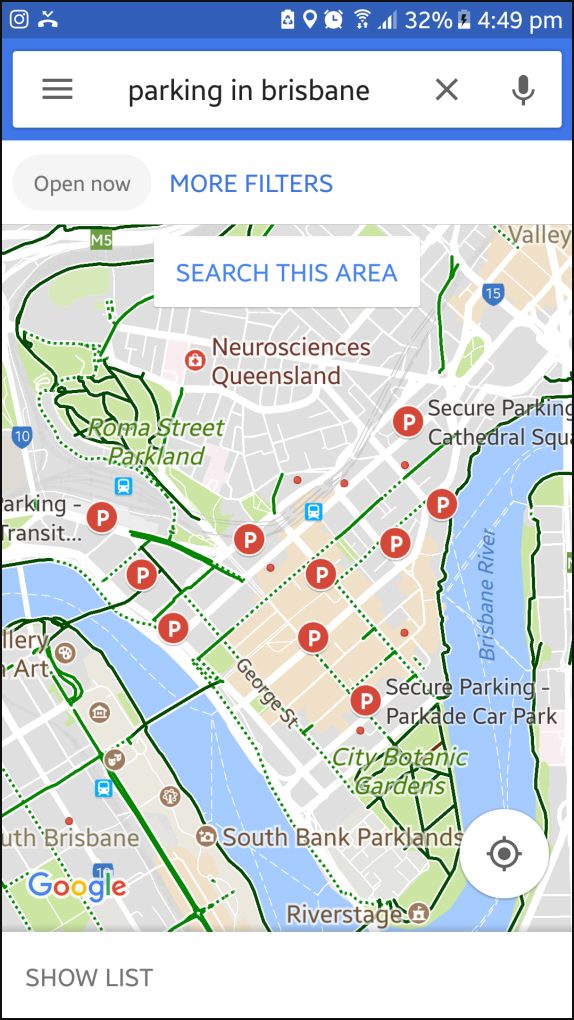 32% 4:49 pm
parking in brisbane
Open now MORE FILTERS
M5
Valley
SEARCH THIS AREA
15
Neurosciences
Queensland
Secure Parking
Cathedral Squa
10
Roma Street
Parkland
Parking -
Transit...
P
P
P
P
P
P
P
P
P
P
Brisbane River
llery
n Art
George St
Secure Parking -
Parkade Car Park
City Botanic
Gardens
uth Brisbane
South Bank Parklands
Google
Riverstage
SHOW LIST